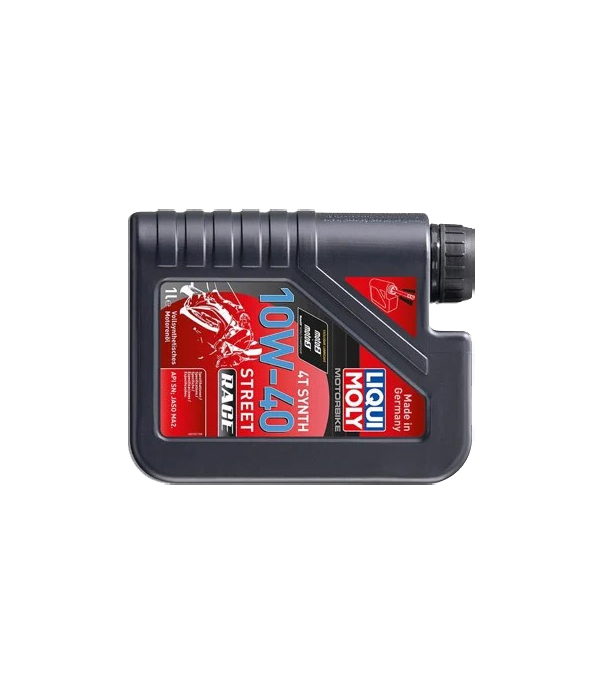 Made in
Germany
LIQUI
MOLY
MOTORBIKE
4T SYNTH
10W-40
STREET
RACE
1L
Vollsynthetisches
Motorenöl
API SN; JASO MA2.